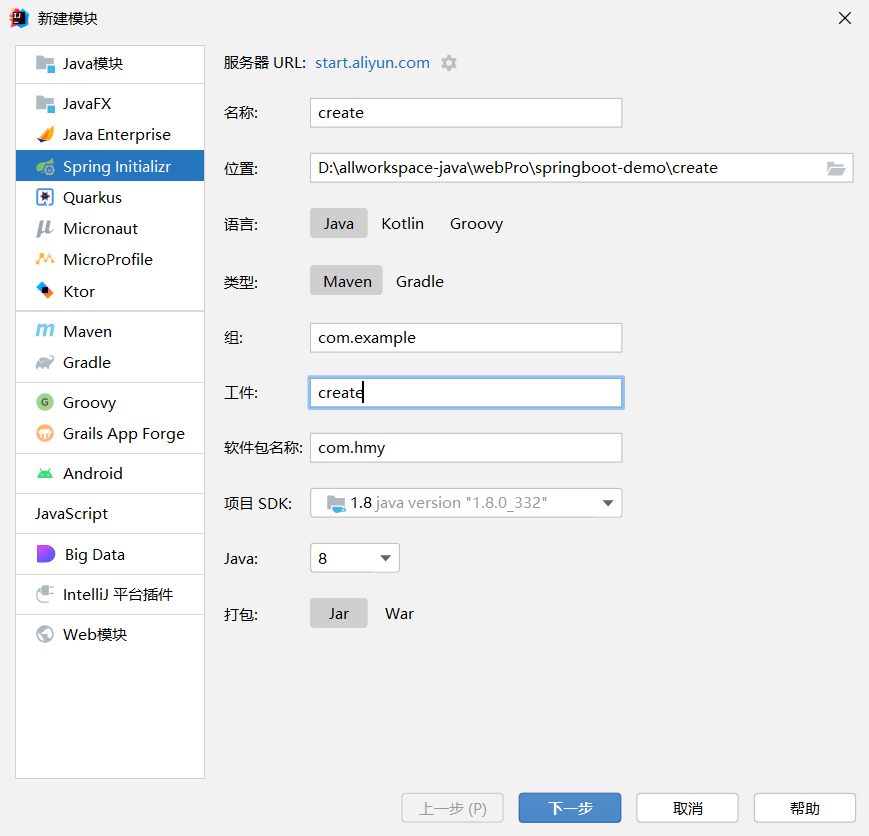 新建模块
Java模块
JavaFX
Java Enterprise
Spring Initializr
Quarkus
Micronaut
MicroProfile
Ktor
Maven
Gradle
Groovy
Grails App Forge
Android
JavaScript
Big Data
IntelliJ 平台插件
Web模块
服务器 URL: start.aliyun.com
名称: create
位置: D:\allworkspace-java\webPro\springboot-demo\create
语言: Java Kotlin Groovy
类型: Maven Gradle
组: com.example
工件: create
软件包名称: com.hmy
项目 SDK: 1.8 java version "1.8.0_332"
Java: 8
打包: Jar War
上一步 (P) 下一步 取消 帮助